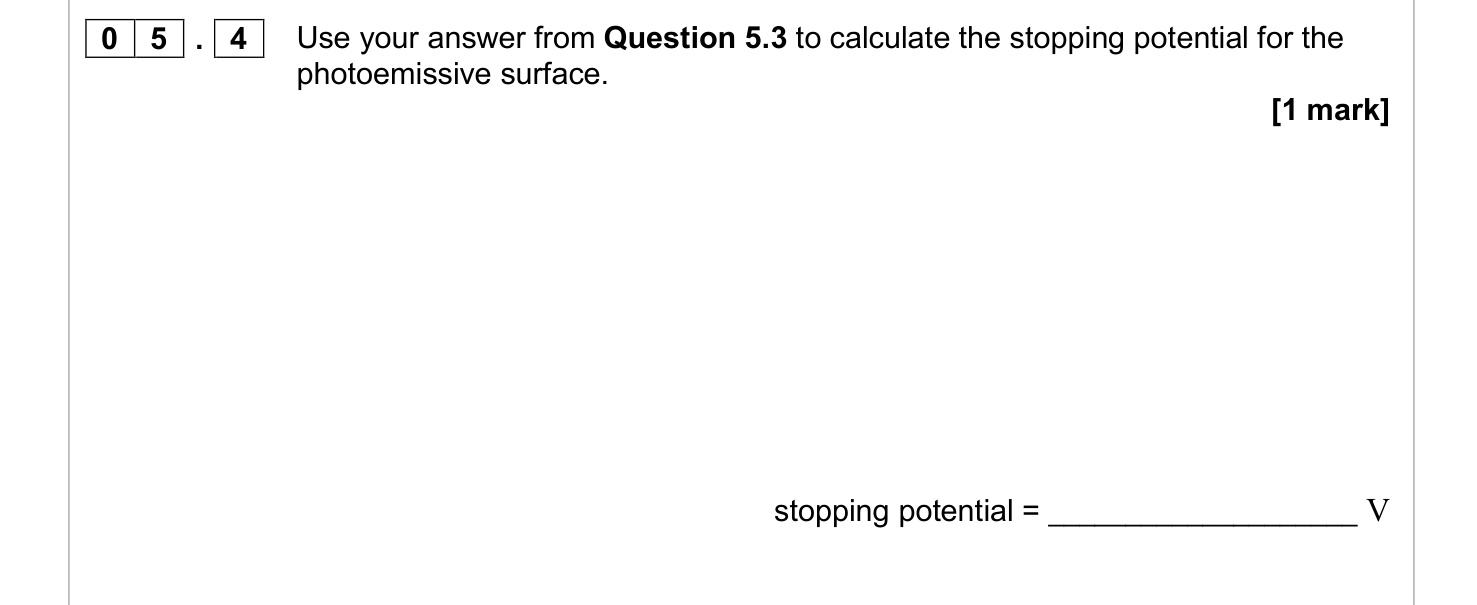 0 5 . 4 Use your answer from Question 5.3 to calculate the stopping potential for the
photoemissive surface.
[1 mark]
stopping potential = ____________________ V